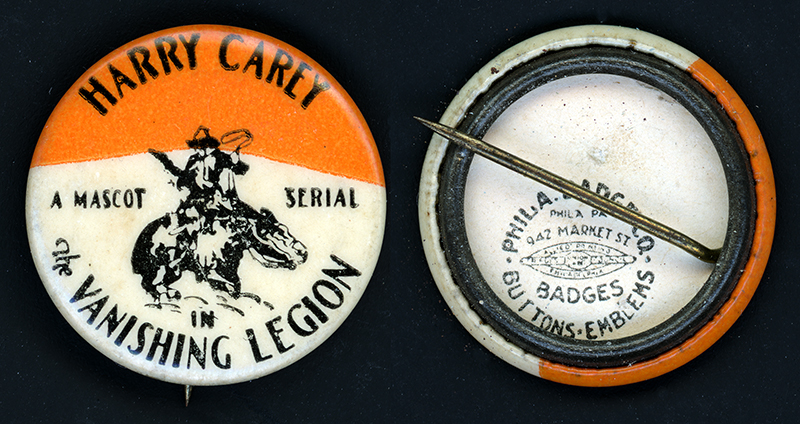 HARRY CAREY
A MASCOT SERIAL
IN
the VANISHING LEGION
PHILA. BADGE CO.
PHILA. PA
942 MARKET ST
PHILADELPHIA
BADGES
BUTTONS·EMBLEMS